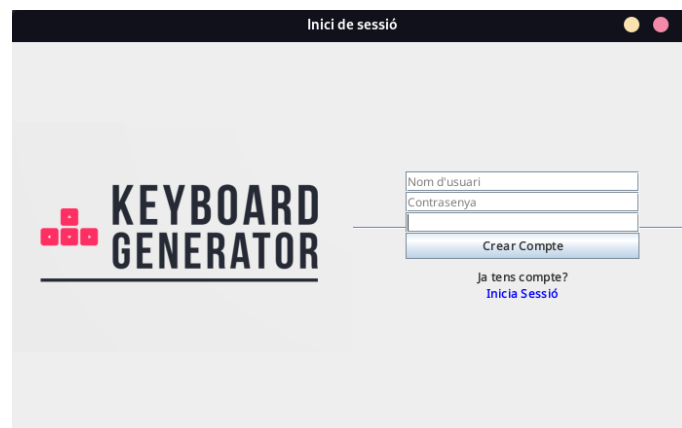 Inici de sessió
KEYBOARD
GENERATOR
Nom d'usuari
Contrasenya
Crear Compte
Ja tens compte?
Inicia Sessió